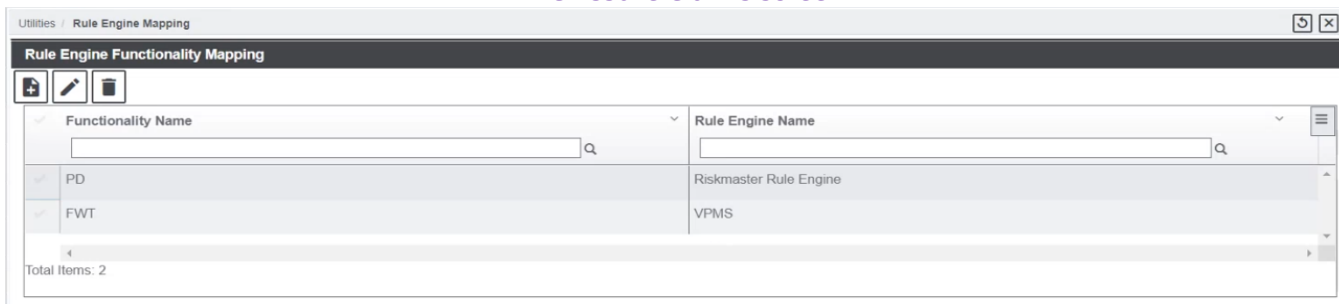 Utilities / Rule Engine Mapping
Rule Engine Functionality Mapping
Functionality Name Rule Engine Name
PD Riskmaster Rule Engine
FWT VPMS
Total Items: 2